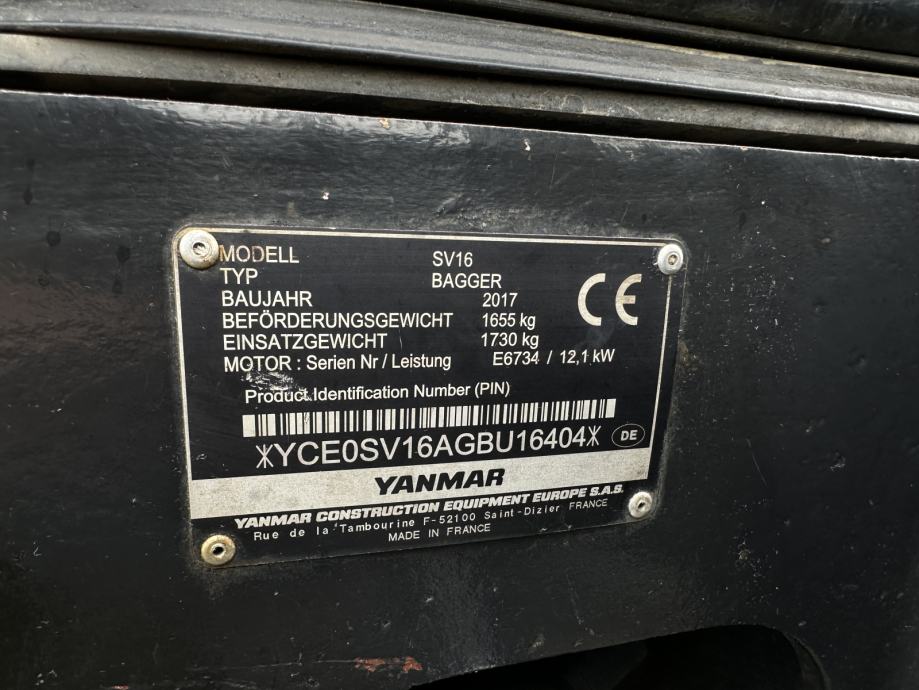 MODELL SV16
TYP BAGGER
BAUJAHR 2017
BEFÖRDERUNGSGEWICHT 1655 kg
EINSATZGEWICHT 1730 kg
MOTOR : Serien Nr / Leistung E6734 / 12,1 kW
CE
Product Identification Number (PIN)
*YCE0SV16AGBU16404*
DE
YANMAR
YANMAR CONSTRUCTION EQUIPMENT EUROPE S.A.S.
Rue de la Tambourine F-52100 Saint-Dizier FRANCE
MADE IN FRANCE